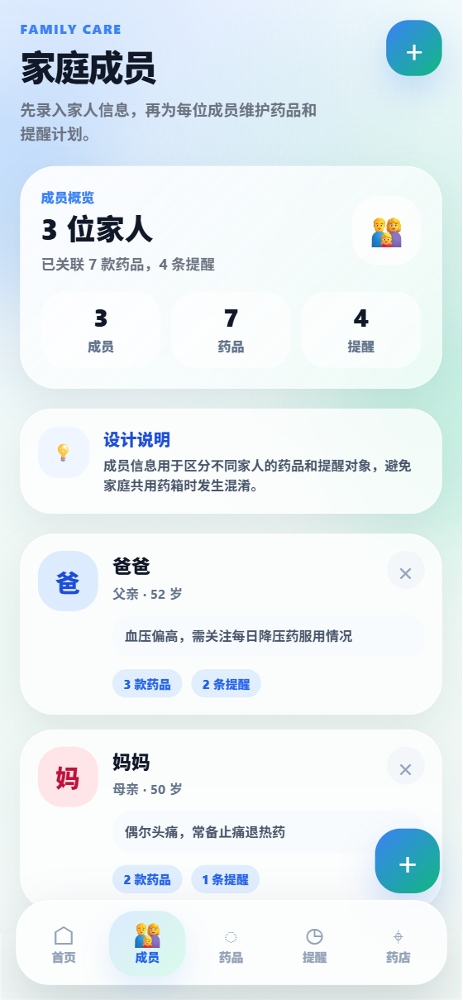 FAMILY CARE
家庭成员
+
先录入家人信息，再为每位成员维护药品和
提醒计划。
成员概览
3 位家人
已关联 7 款药品，4 条提醒
3
成员
7
药品
4
提醒
设计说明
成员信息用于区分不同家人的药品和提醒对象，避免
家庭共用药箱时发生混淆。
爸
爸爸
父亲 · 52 岁
×
血压偏高，需关注每日降压药服用情况
3 款药品
2 条提醒
妈
妈妈
母亲 · 50 岁
×
偶尔头痛，常备止痛退热药
2 款药品
1 条提醒
+
首页
成员
药品
提醒
药店